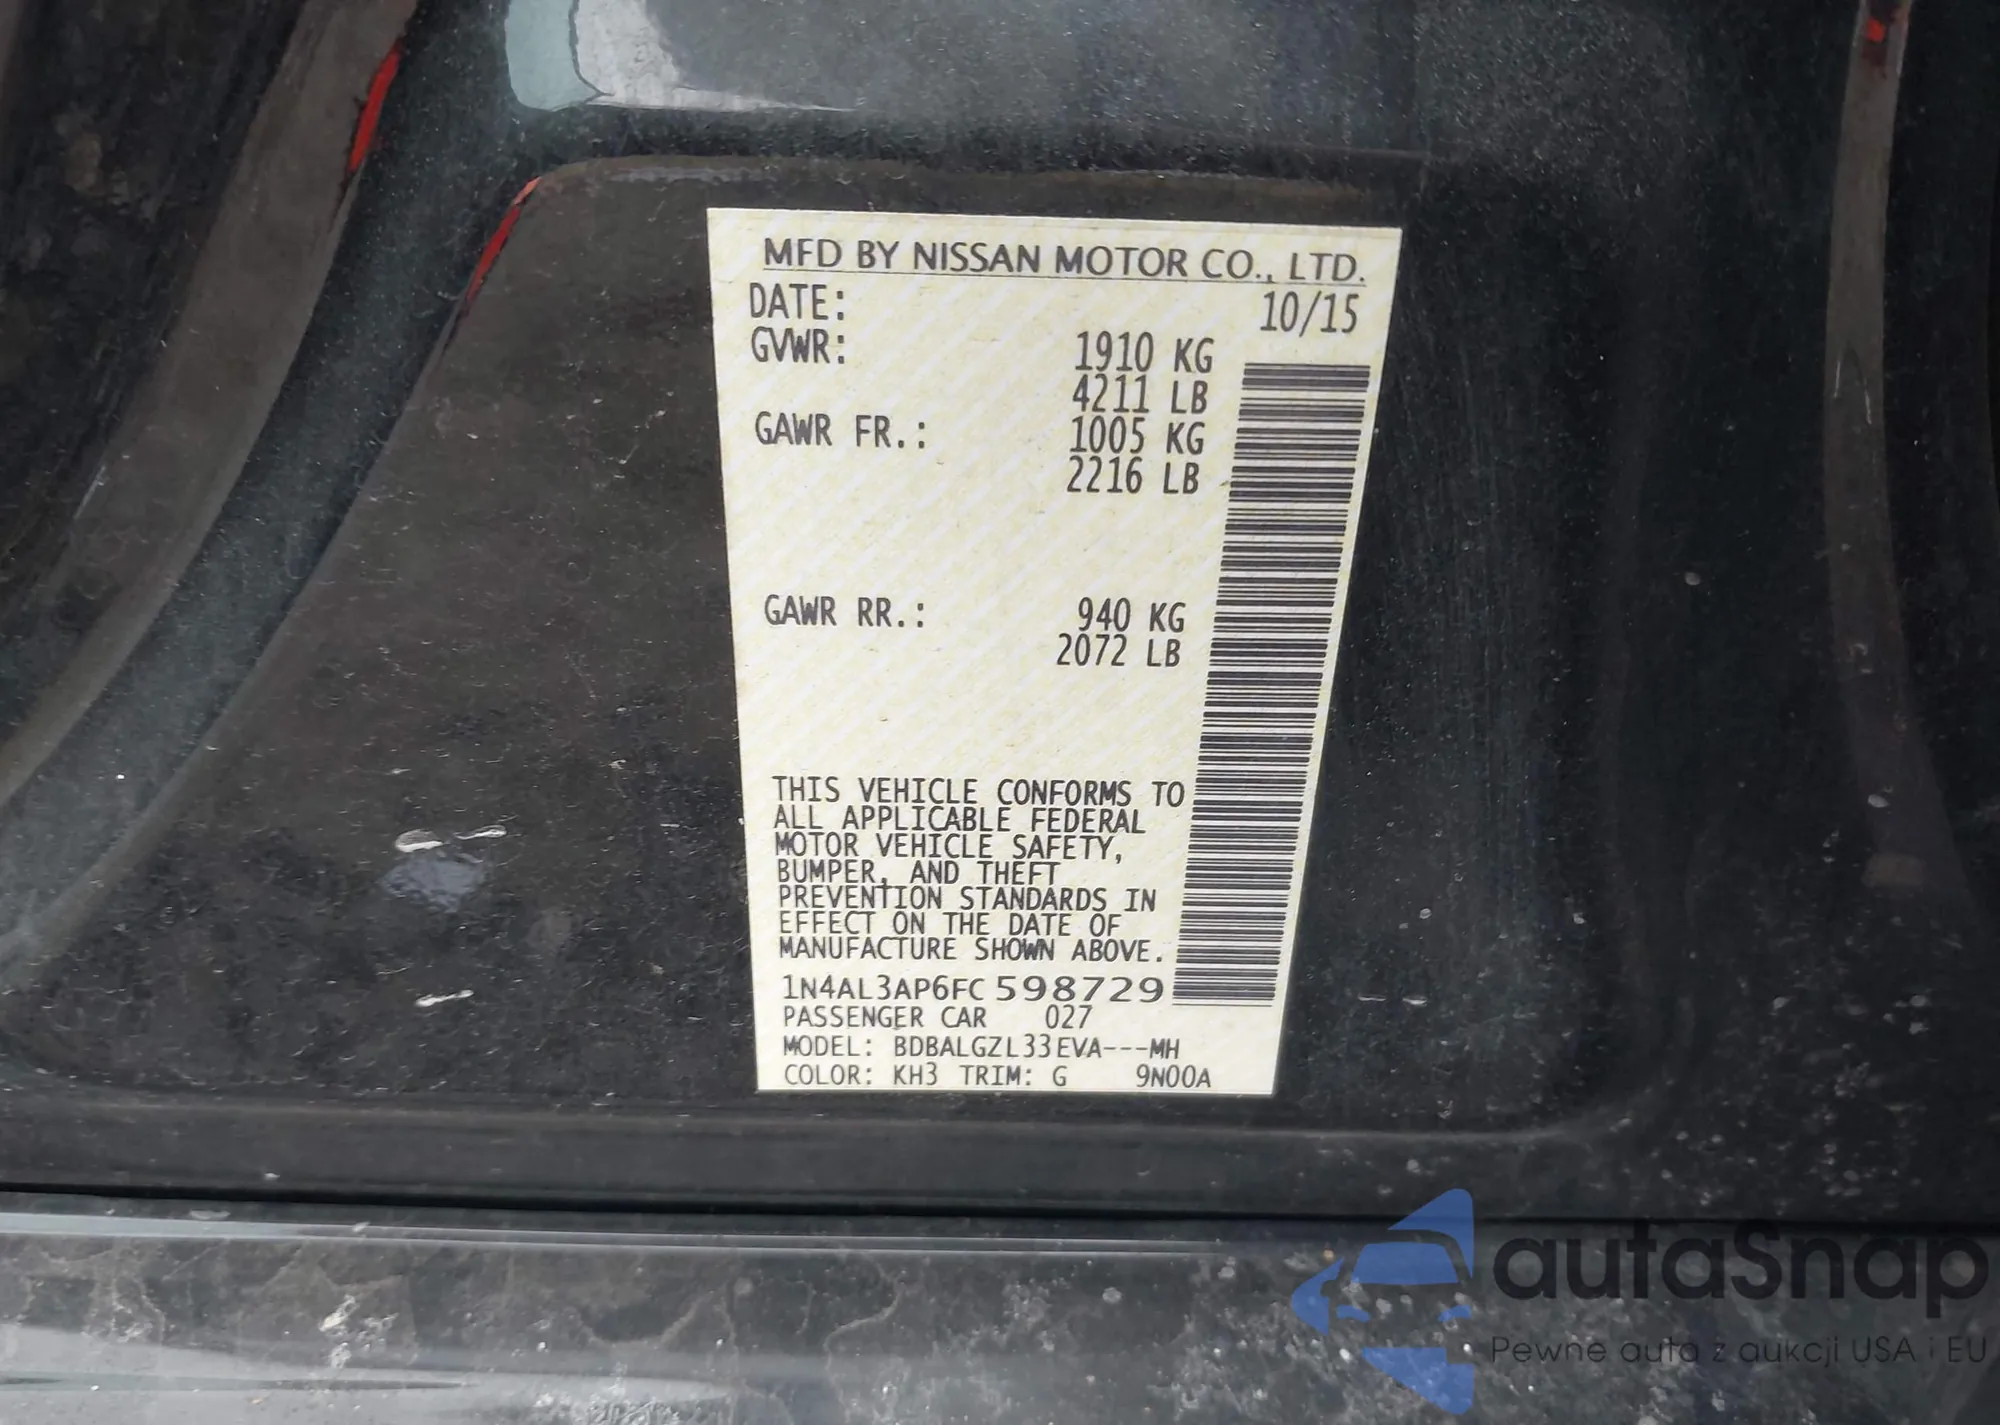 MFD BY NISSAN MOTOR CO., LTD.
DATE: 10/15
GVWR: 1910 KG
4211 LB
GAWR FR.: 1005 KG
2216 LB
GAWR RR.: 940 KG
2072 LB
THIS VEHICLE CONFORMS TO
ALL APPLICABLE FEDERAL
MOTOR VEHICLE SAFETY,
BUMPER, AND THEFT
PREVENTION STANDARDS IN
EFFECT ON THE DATE OF
MANUFACTURE SHOWN ABOVE.
1N4AL3AP6FC598729
PASSENGER CAR 027
MODEL: BDBALGZL33EVA---MH
COLOR: KH3 TRIM: G 9N00A
autaSnap
Pewne auta z aukcji USA i EU